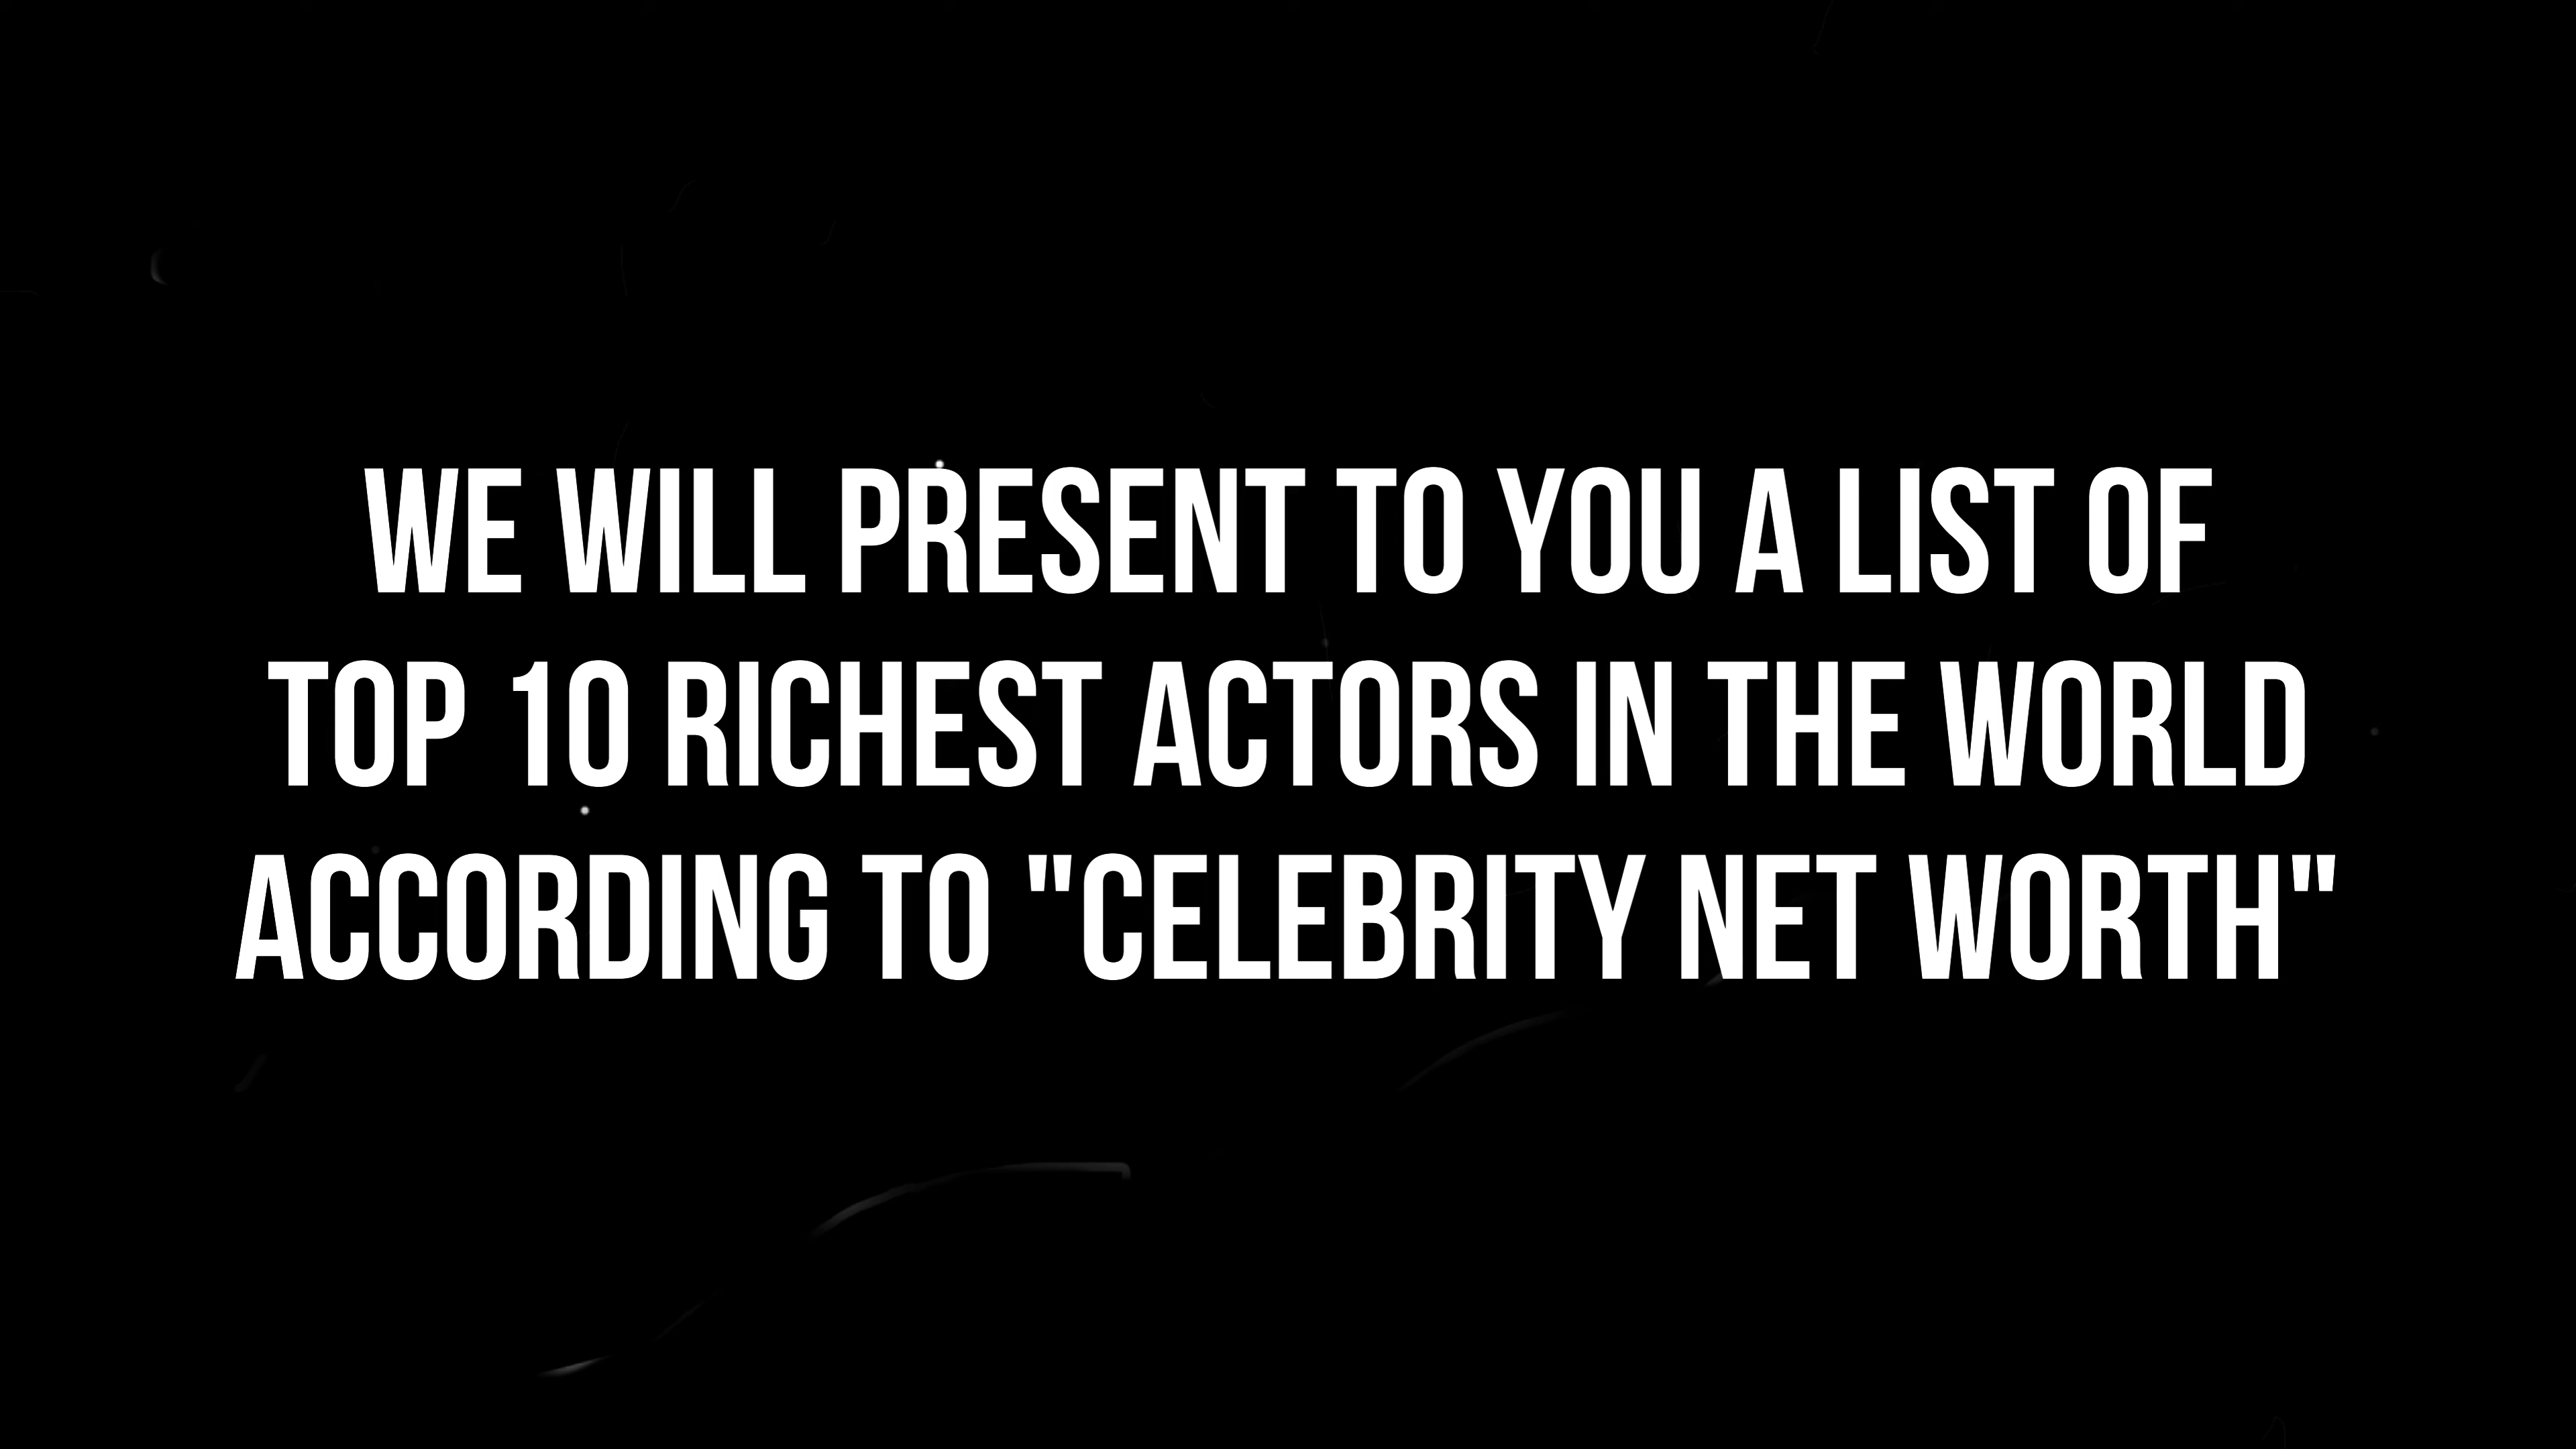 WE WILL PRESENT TO YOU A LIST OF
TOP 10 RICHEST ACTORS IN THE WORLD
ACCORDING TO "CELEBRITY NET WORTH"